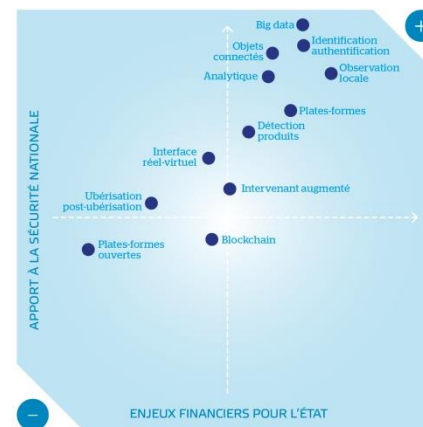 +
Big data
Identification
authentification
Objets
connectés
Observation
locale
Analytique
Plates-formes
Détection
produits
Interface
réel-virtuel
Intervenant augmenté
Ubérisation
post-ubérisation
Blockchain
Plates-formes
ouvertes
APPORT À LA SÉCURITÉ NATIONALE
–
ENJEUX FINANCIERS POUR L'ÉTAT